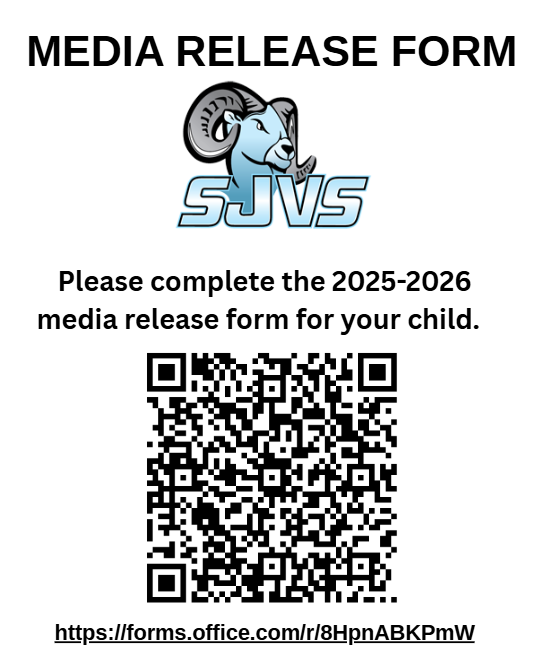 MEDIA RELEASE FORM
SJVS
Please complete the 2025-2026
media release form for your child.
https://forms.office.com/r/8HpnABKPmW